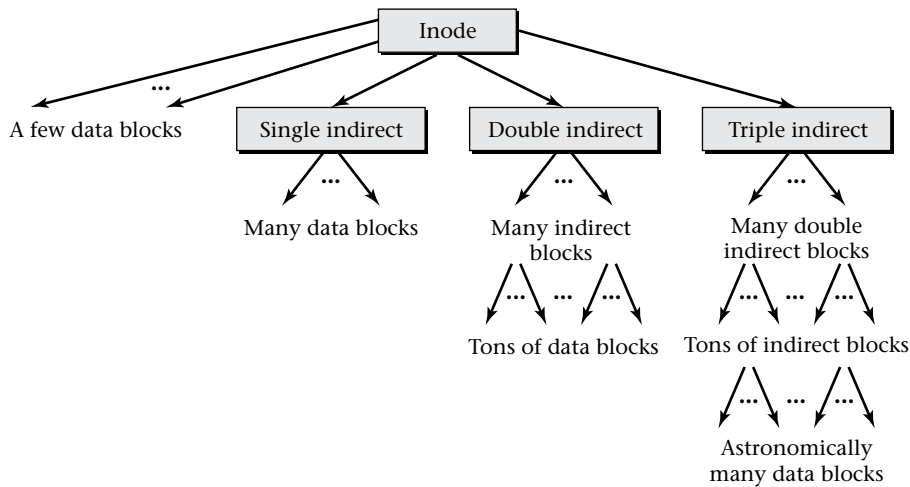 Inode
...
A few data blocks
Single indirect
Double indirect
Triple indirect
...
...
...
Many data blocks
Many indirect
blocks
Many double
indirect blocks
... ... ...
... ... ...
Tons of data blocks
Tons of indirect blocks
... ... ...
Astronomically
many data blocks